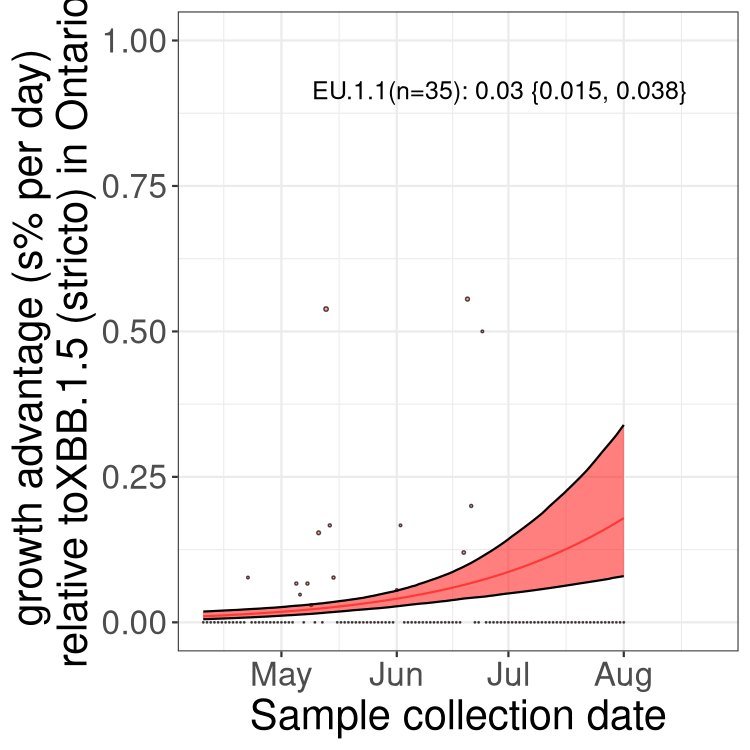 growth advantage (s% per day)
relative toXBB.1.5 (stricto) in Ontario
1.00
0.75
0.50
0.25
0.00
EU.1.1(n=35): 0.03 {0.015, 0.038}
May Jun Jul Aug
Sample collection date